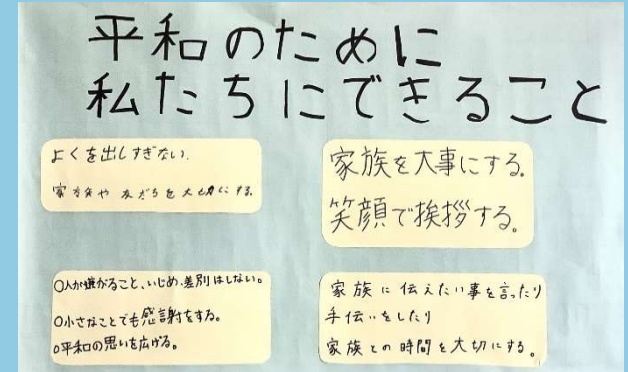 平和のために
私たちにできること
よくを出しすぎない.
家族や友だちを大切にする.
家族を大事にする。
笑顔で挨拶する。
○人が嫌がること、いじめ、差別はしない。
○小さなことでも感謝をする。
○平和の思いを広げる。
家族に伝えたい事を言ったり
手伝いをしたり
家族との時間を大切にする。